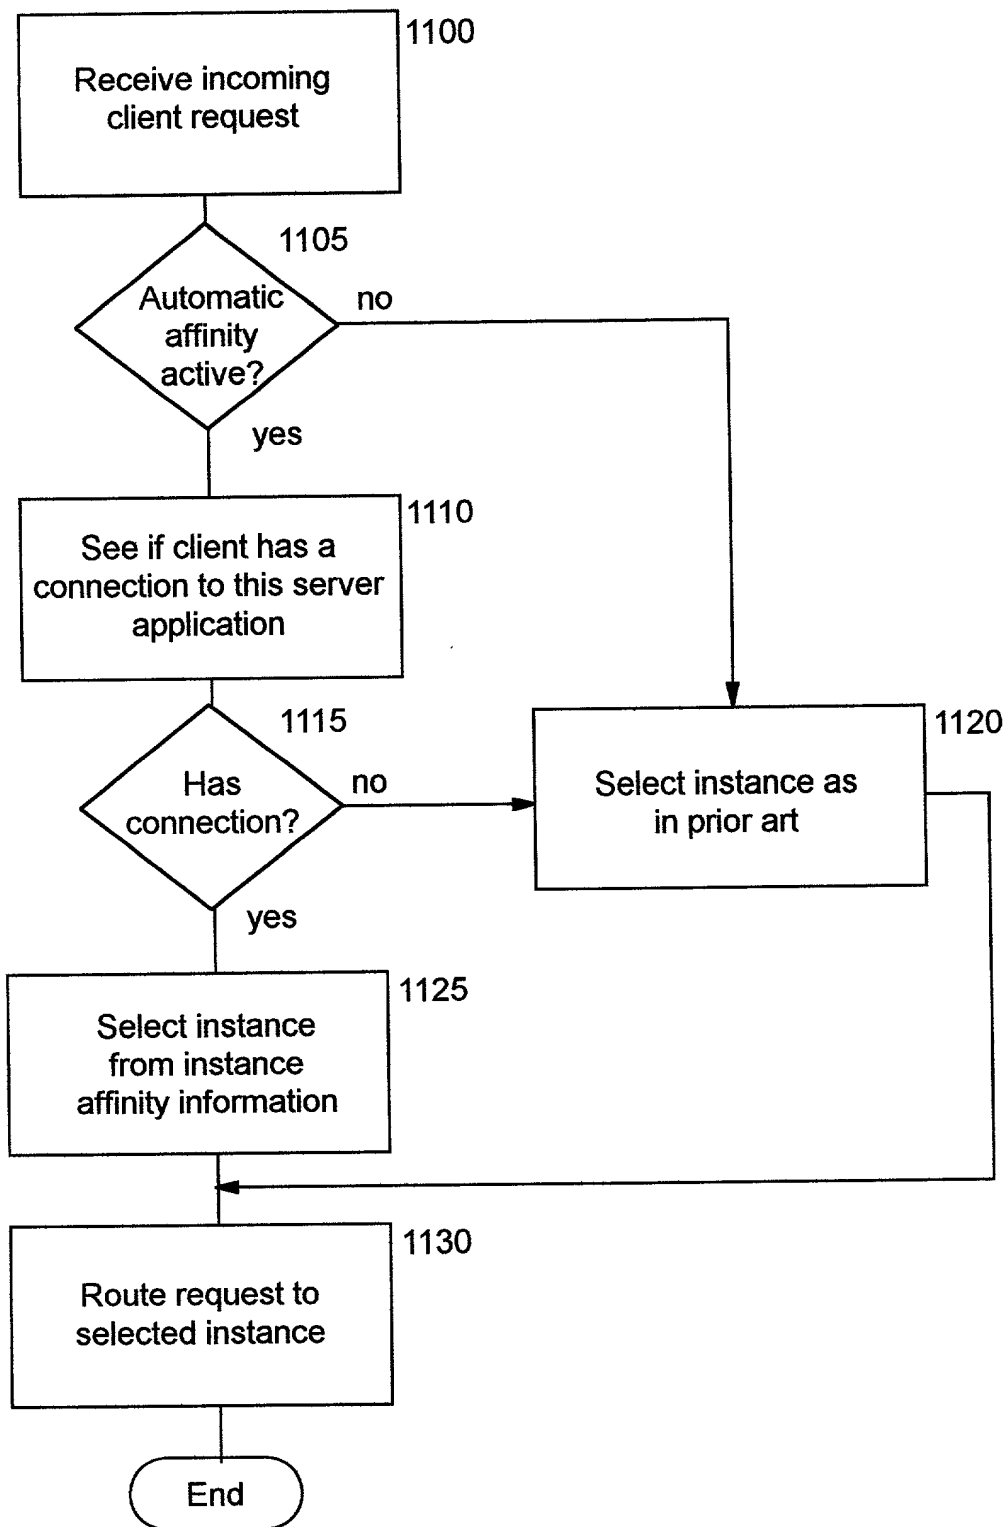 1100
Receive incoming
client request
1105
Automatic
affinity
active?
no
yes
1110
See if client has a
connection to this server
application
1115
Has
connection?
no
yes
1120
Select instance as
in prior art
1125
Select instance
from instance
affinity information
1130
Route request to
selected instance
End